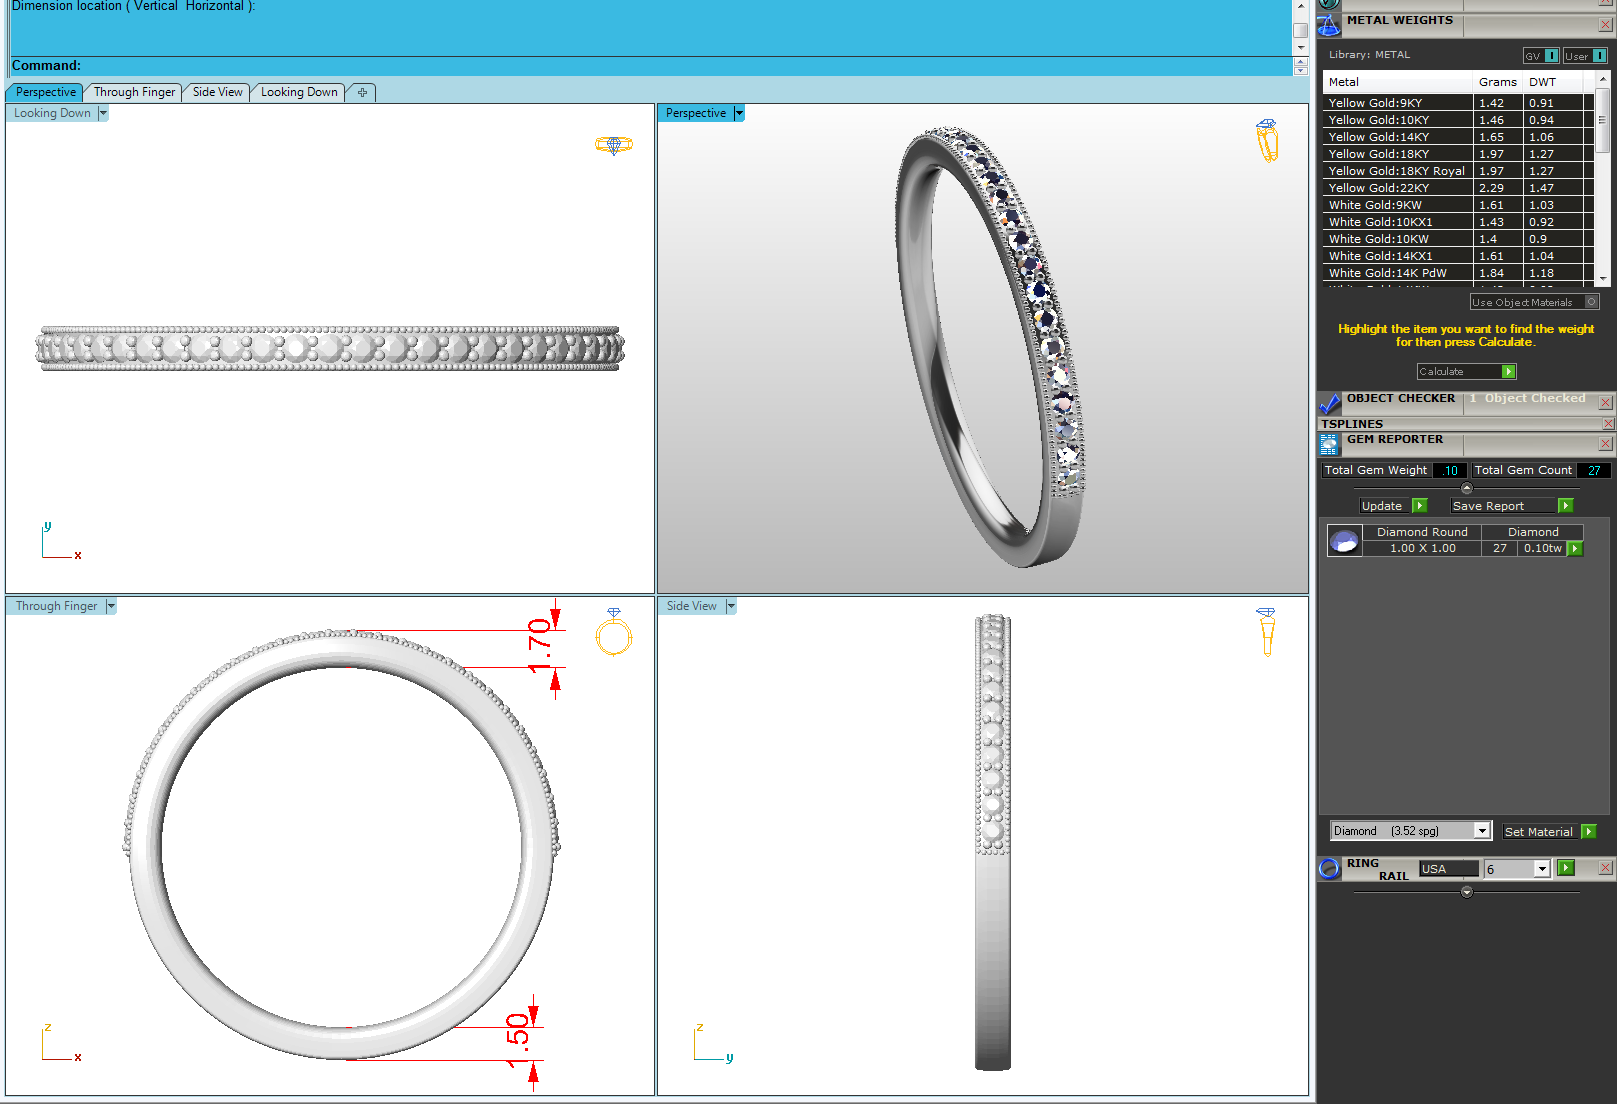 Dimension location ( Vertical  Horizontal ):
Command:
Perspective Through Finger Side View Looking Down
Looking Down
Perspective
y
x
Through Finger
1.70
1.50
z
x
Side View
z
y
METAL WEIGHTS
Library: METAL GV I User I
Metal Grams DWT
Yellow Gold:9KY 1.42 0.91
Yellow Gold:10KY 1.46 0.94
Yellow Gold:14KY 1.65 1.06
Yellow Gold:18KY 1.97 1.27
Yellow Gold:18KY Royal 1.97 1.27
Yellow Gold:22KY 2.29 1.47
White Gold:9KW 1.61 1.03
White Gold:10KX1 1.43 0.92
White Gold:10KW 1.4 0.9
White Gold:14KX1 1.61 1.04
White Gold:14K PdW 1.84 1.18
Use Object Materials O
Highlight the item you want to find the weight
for then press Calculate.
Calculate
OBJECT CHECKER 1 Object Checked
TSPLINES
GEM REPORTER
Total Gem Weight .10 Total Gem Count 27
Update Save Report
Diamond Round Diamond
1.00 X 1.00 27 0.10tw
Diamond (3.52 spg) Set Material
RING
RAIL USA 6